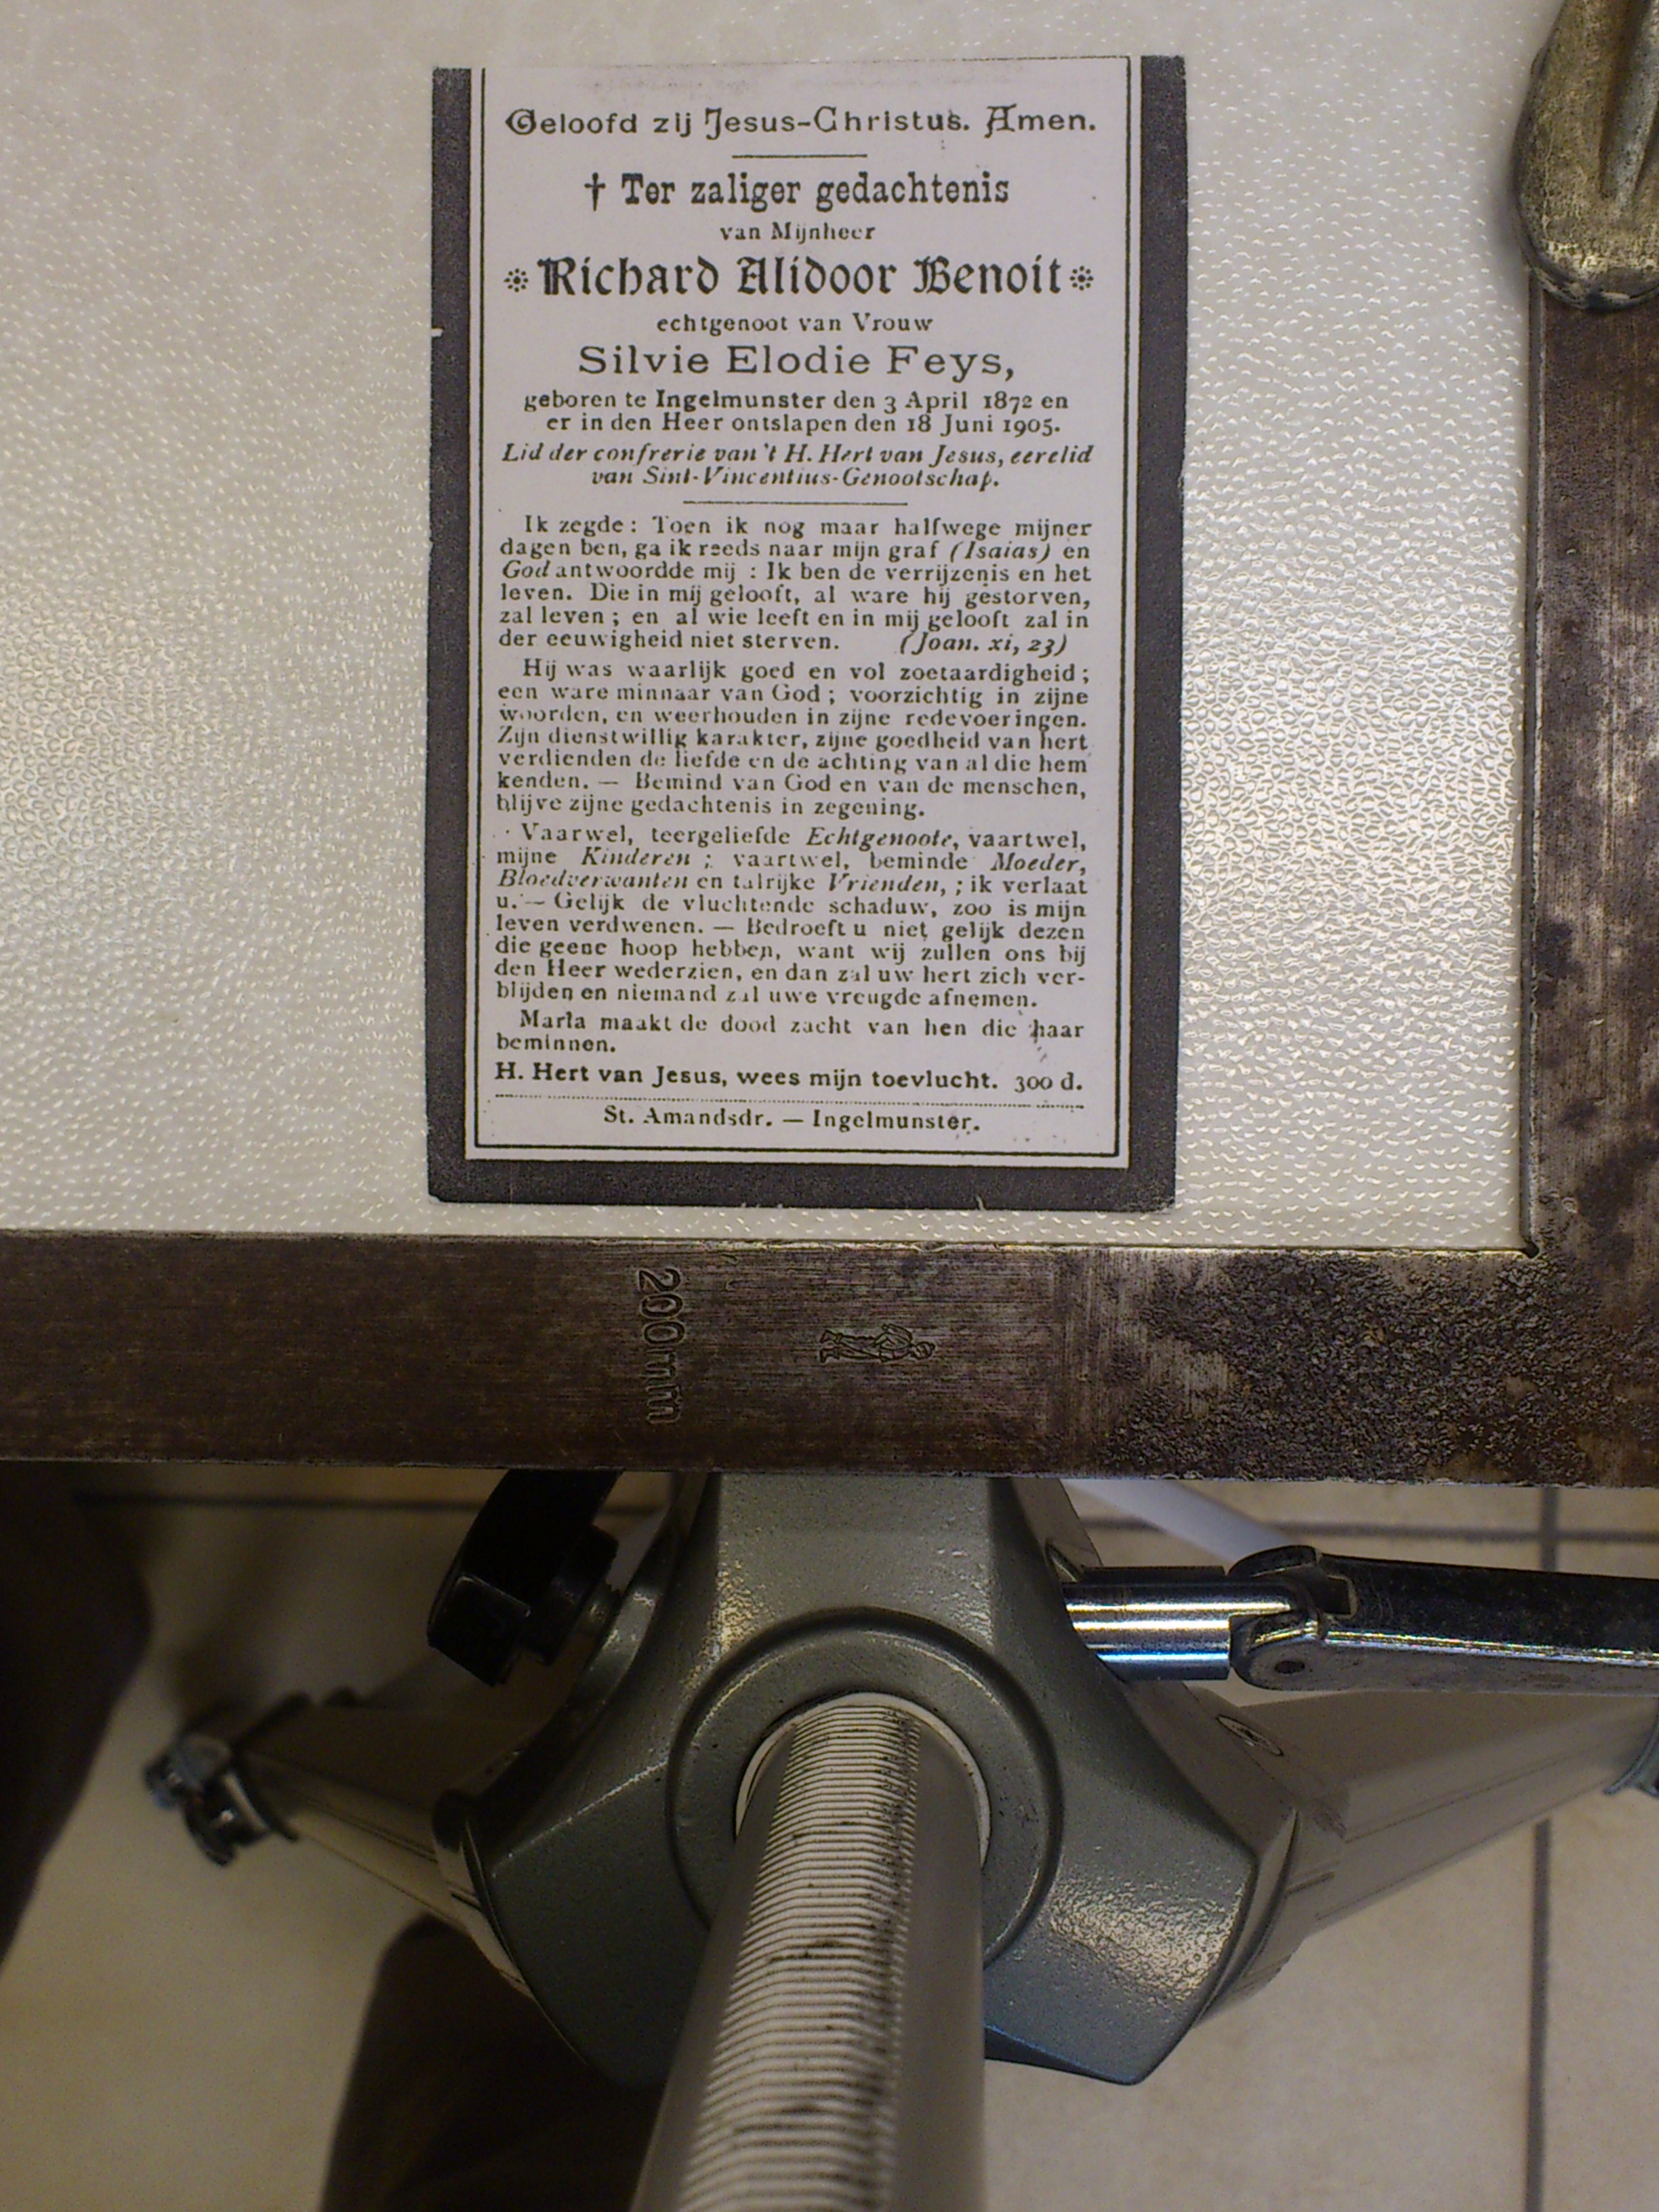 Geloofd zij Jesus-Christus. Amen.
† Ter zaliger gedachtenis
van Mijnheer
Richard Alidoor Benoit
echtgenoot van Vrouw
Silvie Elodie Feys,
geboren te Ingelmunster den 3 April 1872 en
er in den Heer ontslapen den 18 Juni 1905.
Lid der confrerie van 't H. Hert van Jesus, eerelid
van Sint-Vincentius-Genootschap.
Ik zegde : Toen ik nog maar halfwege mijner
dagen ben, ga ik reeds naar mijn graf (Isaias) en
God antwoordde mij : Ik ben de verrijzenis en het
leven. Die in mij gelooft, al ware hij gestorven,
zal leven ; en al wie leeft en in mij gelooft zal in
der eeuwigheid niet sterven. (Joan. xi, 23)
Hij was waarlijk goed en vol zoetaardigheid ;
een ware minnaar van God ; voorzichtig in zijne
woorden, en weerhouden in zijne redevoeringen.
Zijn dienstwillig karakter, zijne goedheid van hert
verdienden de liefde en de achting van al die hem
kenden. — Bemind van God en van de menschen,
blijve zijne gedachtenis in zegening.
Vaarwel, teergeliefde Echtgenoote, vaartwel,
mijne Kinderen ; vaartwel, beminde Moeder,
Bloedverwanten en talrijke Vrienden, ; ik verlaat
u. — Gelijk de vluchtende schaduw, zoo is mijn
leven verdwenen. — Bedroeft u niet gelijk dezen
die geene hoop hebben, want wij zullen ons bij
den Heer wederzien, en dan zal uw hert zich ver-
blijden en niemand zal uwe vreugde afnemen.
Maria maakt de dood zacht van hen die haar
beminnen.
H. Hert van Jesus, wees mijn toevlucht. 300 d.
St. Amandsdr. — Ingelmunster.
200mm